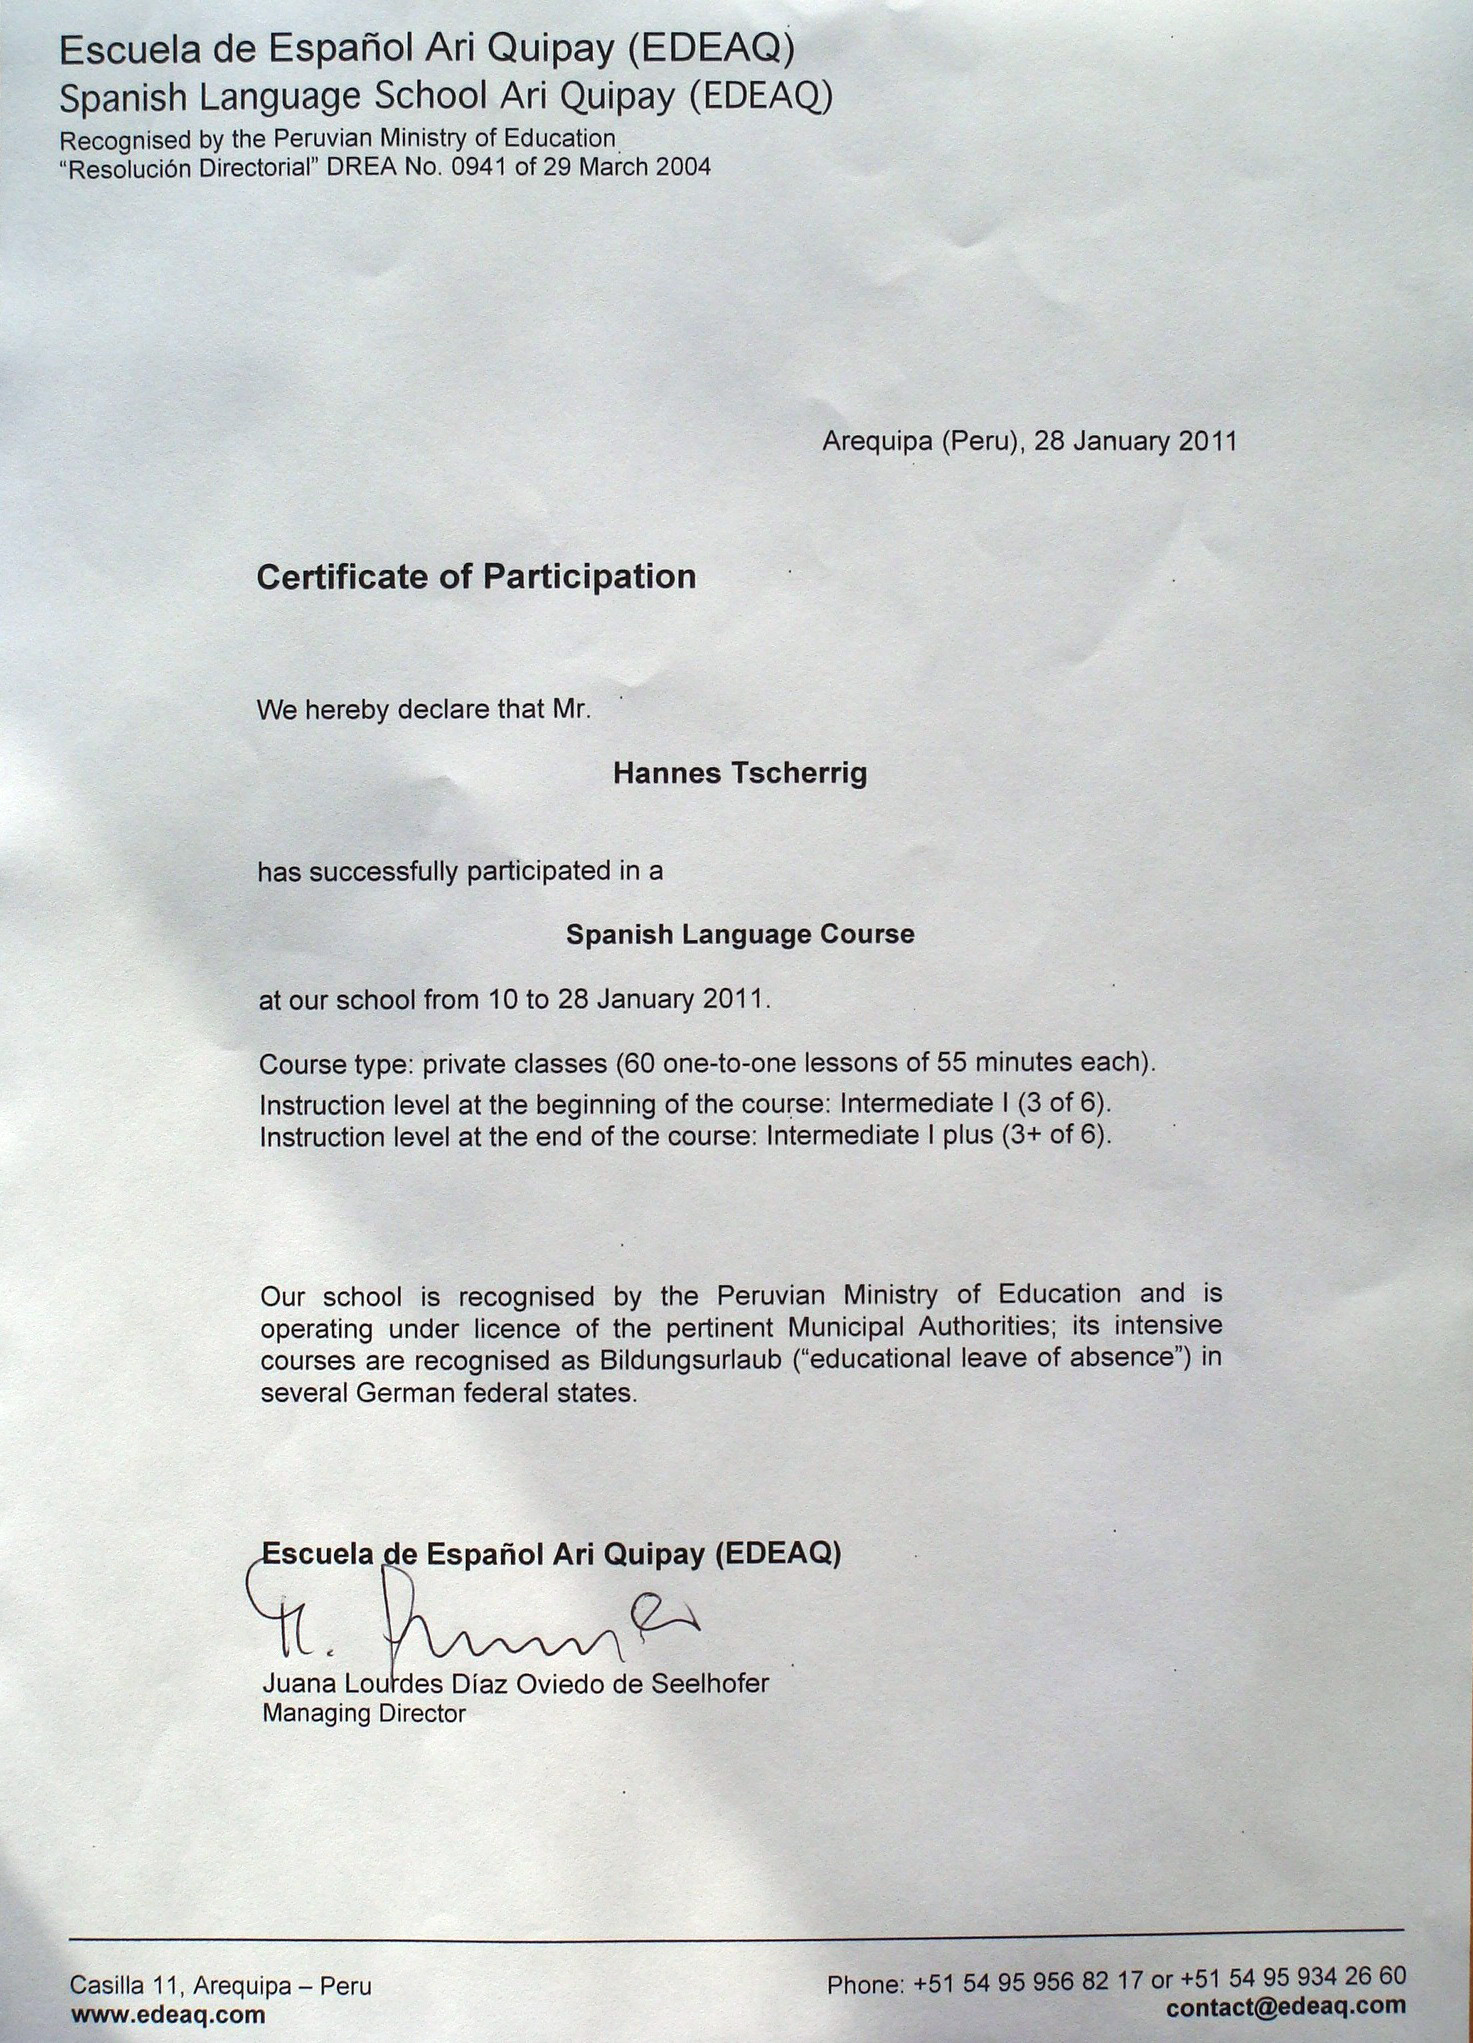 Escuela de Español Ari Quipay (EDEAQ)
Spanish Language School Ari Quipay (EDEAQ)
Recognised by the Peruvian Ministry of Education
“Resolución Directorial” DREA No. 0941 of 29 March 2004
Arequipa (Peru), 28 January 2011
Certificate of Participation
We hereby declare that Mr.
Hannes Tscherrig
has successfully participated in a
Spanish Language Course
at our school from 10 to 28 January 2011.
Course type: private classes (60 one-to-one lessons of 55 minutes each).
Instruction level at the beginning of the course: Intermediate I (3 of 6).
Instruction level at the end of the course: Intermediate I plus (3+ of 6).
Our school is recognised by the Peruvian Ministry of Education and is
operating under licence of the pertinent Municipal Authorities; its intensive
courses are recognised as Bildungsurlaub (“educational leave of absence”) in
several German federal states.
Escuela de Español Ari Quipay (EDEAQ)
Juana Lourdes Díaz Oviedo de Seelhofer
Managing Director
Casilla 11, Arequipa – Peru
www.edeaq.com
Phone: +51 54 95 956 82 17 or +51 54 95 934 26 60
contact@edeaq.com